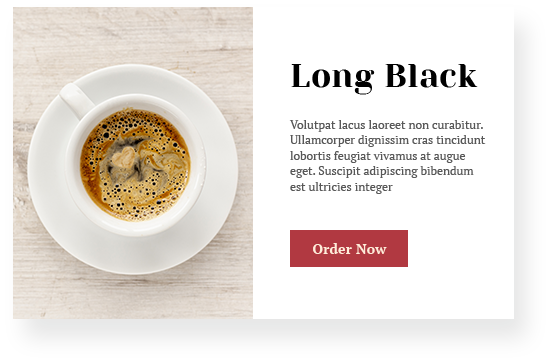 Long Black
Volutpat lacus laoreet non curabitur.
Ullamcorper dignissim cras tincidunt
lobortis feugiat vivamus at augue
eget. Suscipit adipiscing bibendum
est ultricies integer
Order Now